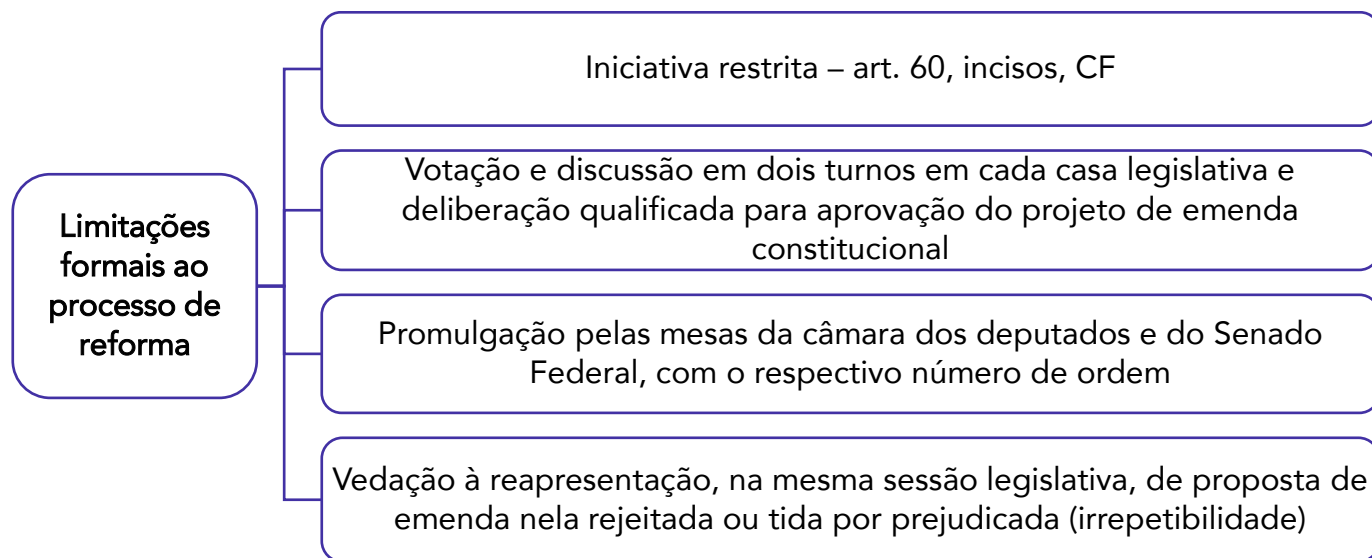 Limitações
formais ao
processo de
reforma
Iniciativa restrita – art. 60, incisos, CF
Votação e discussão em dois turnos em cada casa legislativa e
deliberação qualificada para aprovação do projeto de emenda
constitucional
Promulgação pelas mesas da câmara dos deputados e do Senado
Federal, com o respectivo número de ordem
Vedação à reapresentação, na mesma sessão legislativa, de proposta de
emenda nela rejeitada ou tida por prejudicada (irrepetibilidade)